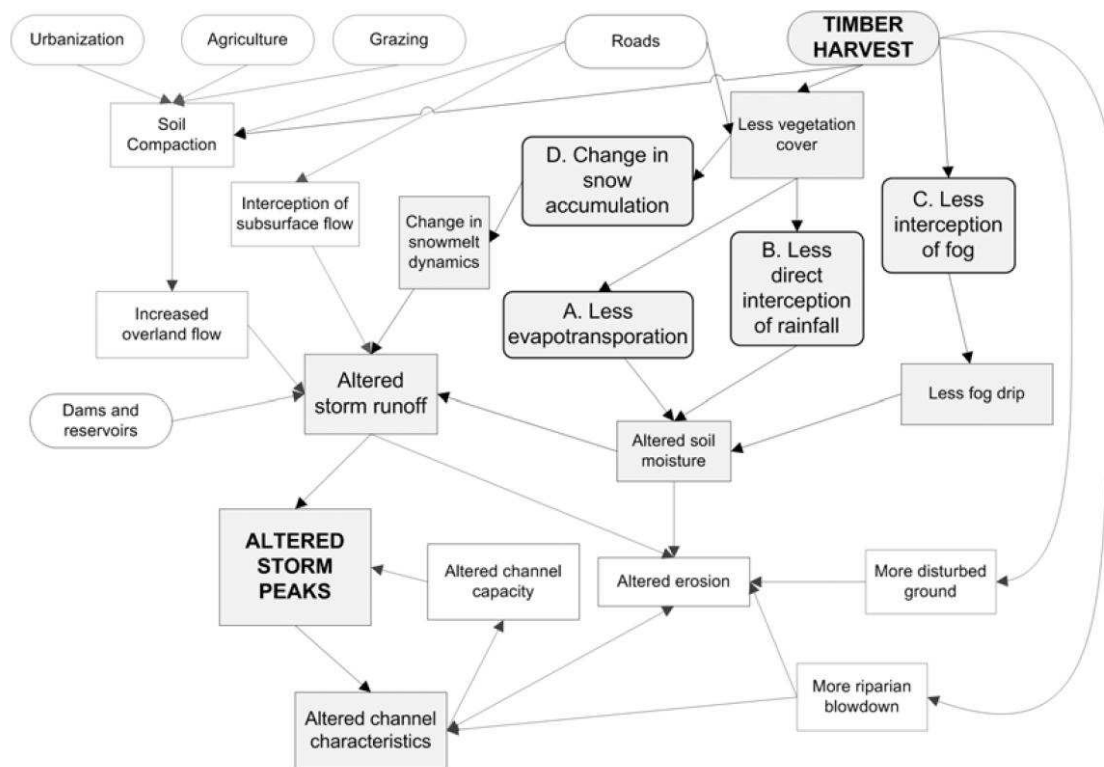 Urbanization
Agriculture
Grazing
Roads
TIMBER
HARVEST
Soil
Compaction
Less vegetation
cover
D. Change in
snow
accumulation
Interception of
subsurface flow
Change in
snowmelt
dynamics
C. Less
interception
of fog
B. Less
direct
interception
of rainfall
A. Less
evapotransporation
Increased
overland flow
Altered
storm runoff
Less fog drip
Dams and
reservoirs
Altered soil
moisture
ALTERED
STORM
PEAKS
Altered channel
capacity
Altered erosion
More disturbed
ground
More riparian
blowdown
Altered channel
characteristics